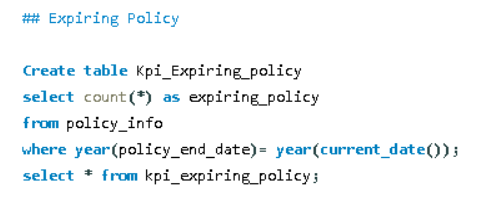 ## Expiring Policy
Create table Kpi_Expiring_policy
select count(*) as expiring_policy
from policy_info
where year(policy_end_date)= year(current_date());
select * from kpi_expiring_policy;